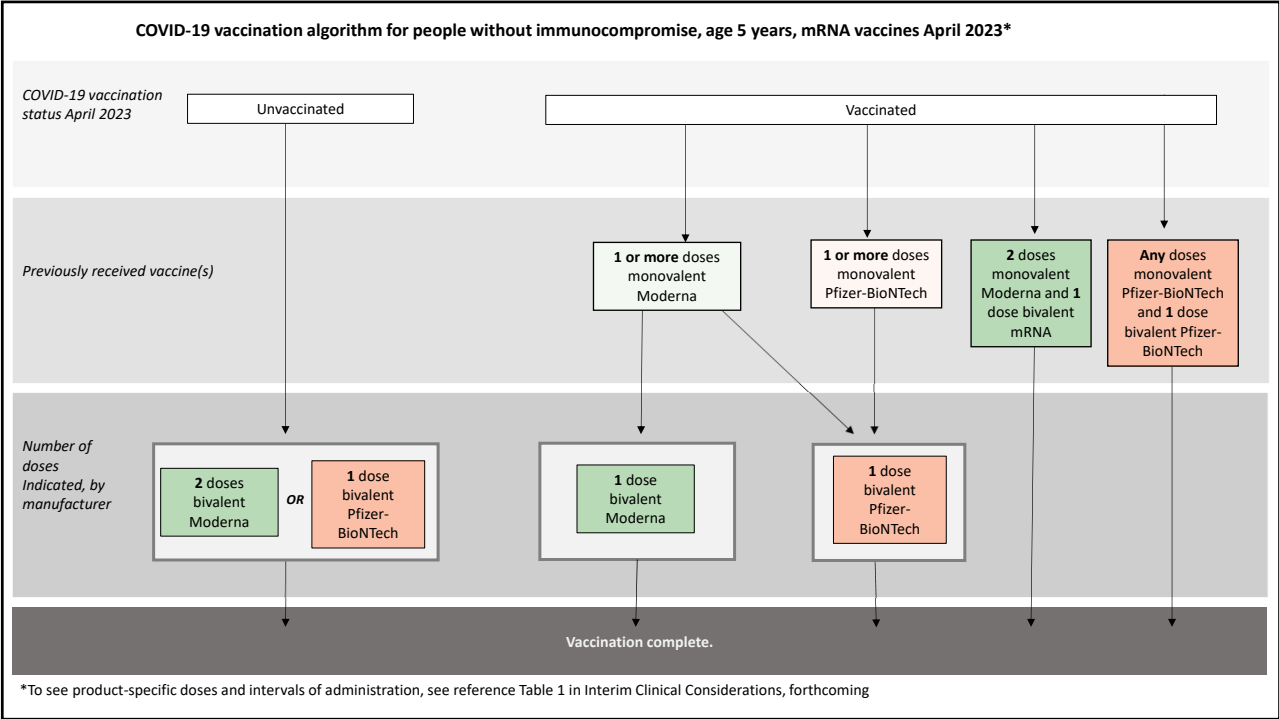 COVID-19 vaccination algorithm for people without immunocompromise, age 5 years, mRNA vaccines April 2023*
COVID-19 vaccination
status April 2023
Unvaccinated
Vaccinated
Previously received vaccine(s)
1 or more doses
monovalent
Moderna
1 or more doses
monovalent
Pfizer-BioNTech
2 doses
monovalent
Moderna and 1
dose bivalent
mRNA
Any doses
monovalent
Pfizer-BioNTech
and 1 dose
bivalent Pfizer-
BioNTech
Number of
doses
Indicated, by
manufacturer
2 doses
bivalent
Moderna
OR
1 dose
bivalent
Pfizer-
BioNTech
1 dose
bivalent
Moderna
1 dose
bivalent
Pfizer-
BioNTech
Vaccination complete.
*To see product-specific doses and intervals of administration, see reference Table 1 in Interim Clinical Considerations, forthcoming